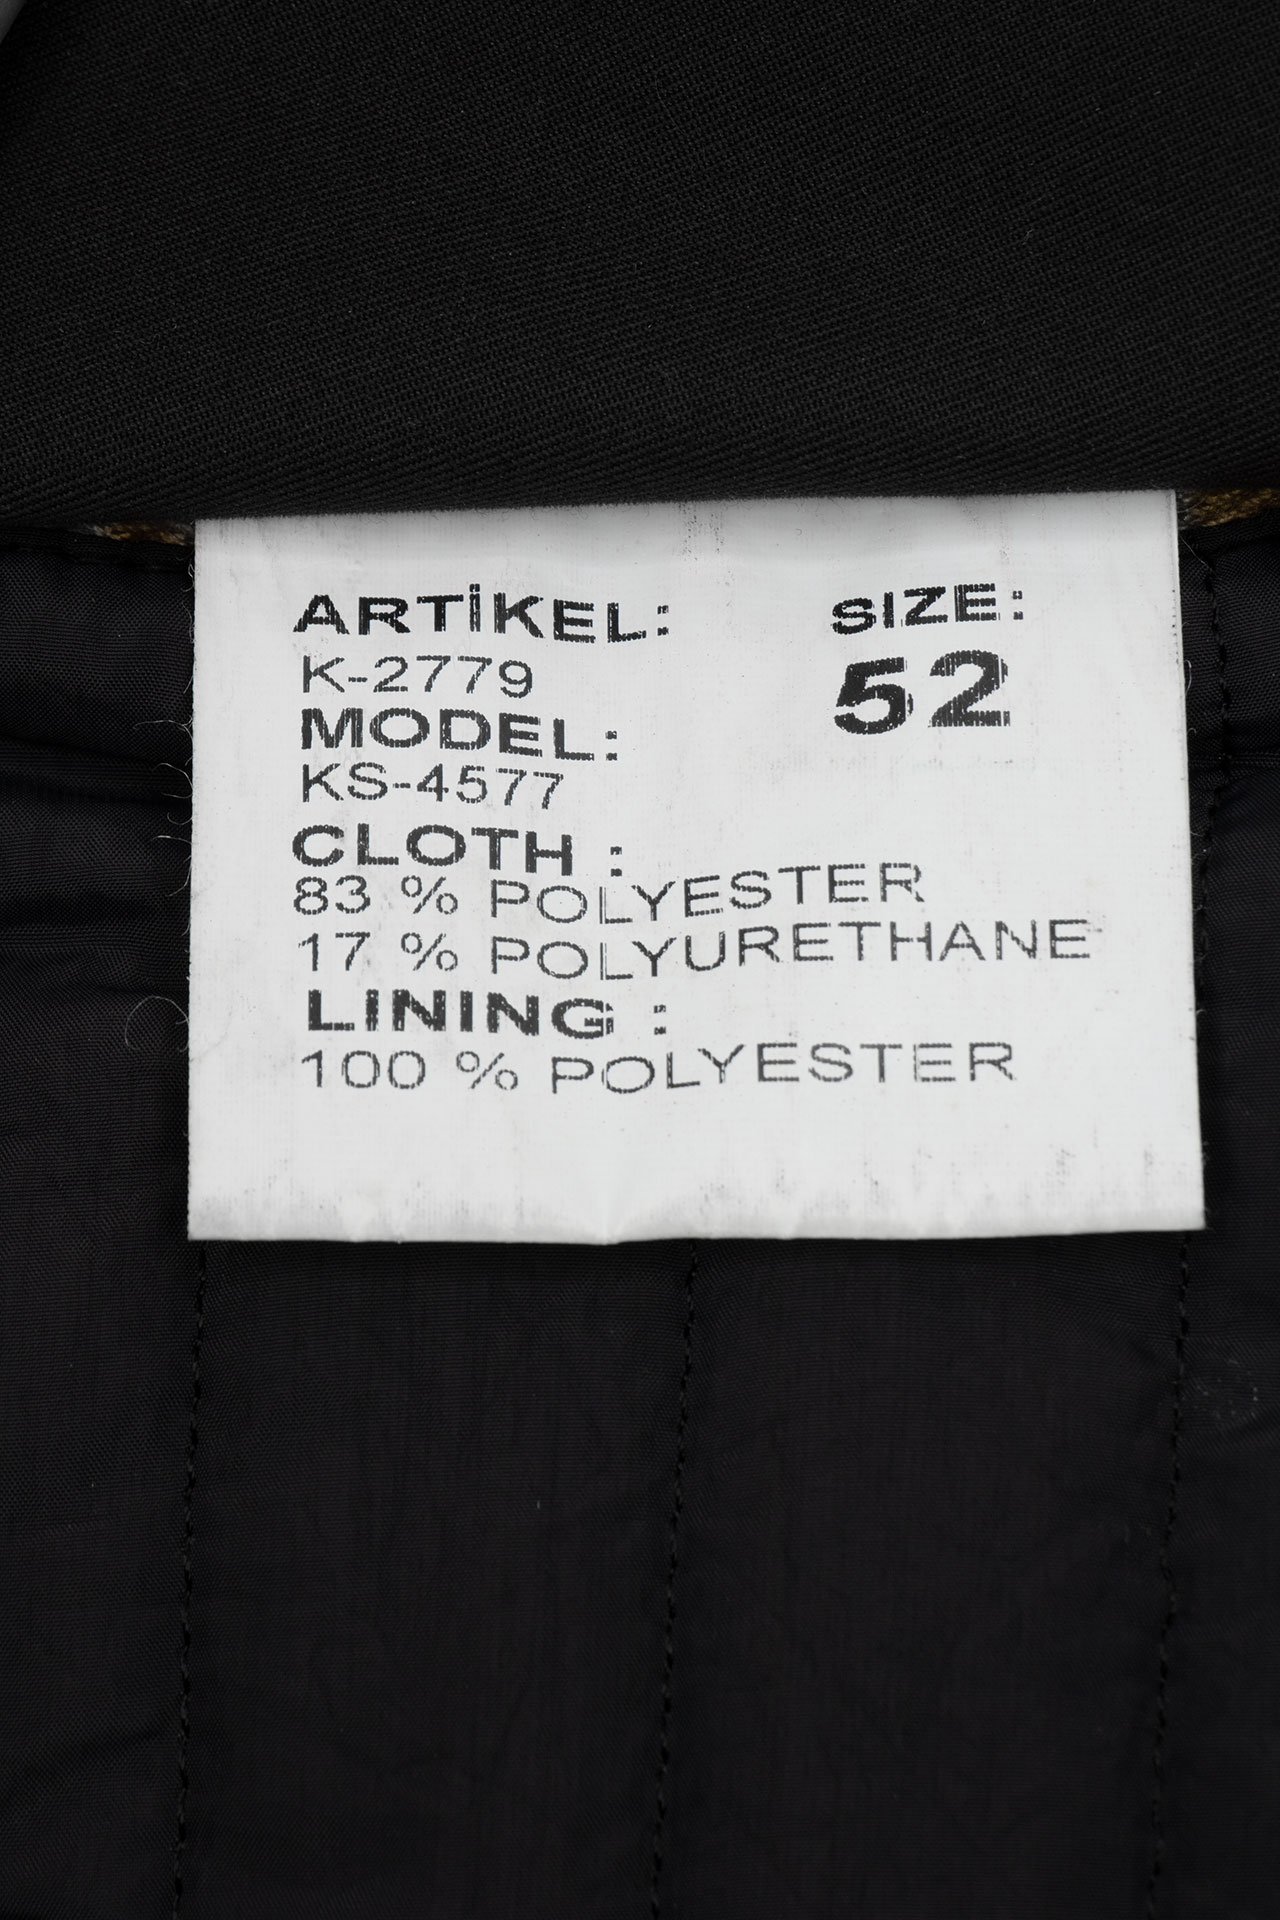 ARTİKEL:
K-2779
MODEL:
KS-4577
CLOTH :
83 % POLYESTER
17 % POLYURETHANE
LINING :
100 % POLYESTER
SIZE:
52